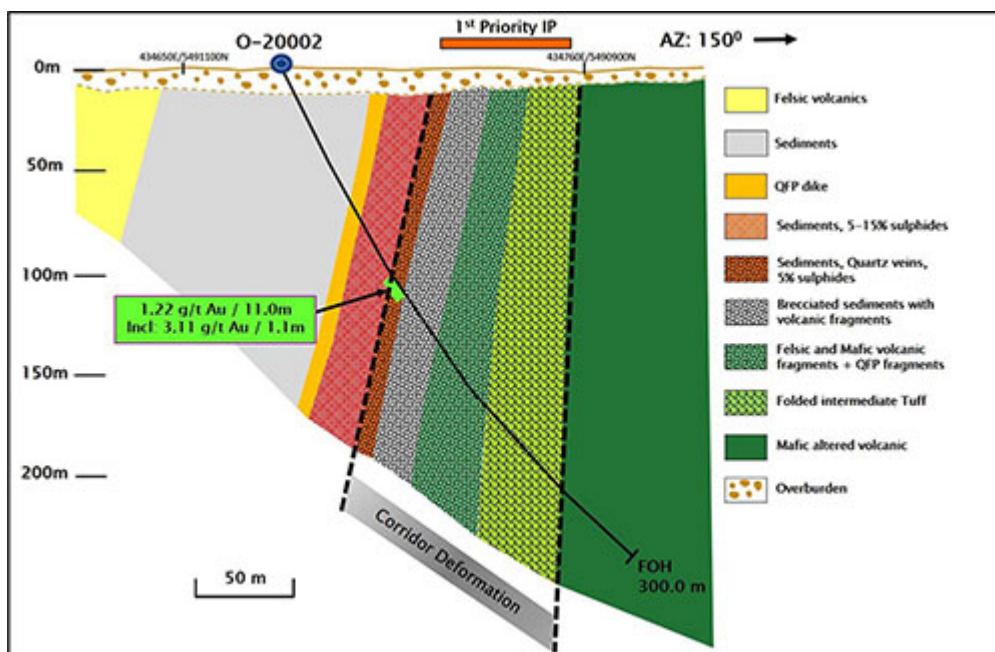 1st Priority IP
O-20002
AZ: 150⁰
434650E/5491100N
434760E/5490900N
0m
50m
100m
150m
200m
1.22 g/t Au / 11.0m
Incl: 3.11 g/t Au / 1.1m
Corridor Deformation
FOH
300.0 m
50 m
Felsic volcanics
Sediments
QFP dike
Sediments, 5-15% sulphides
Sediments, Quartz veins,
5% sulphides
Brecciated sediments with
volcanic fragments
Felsic and Mafic volcanic
fragments + QFP fragments
Folded intermediate Tuff
Mafic altered volcanic
Overburden